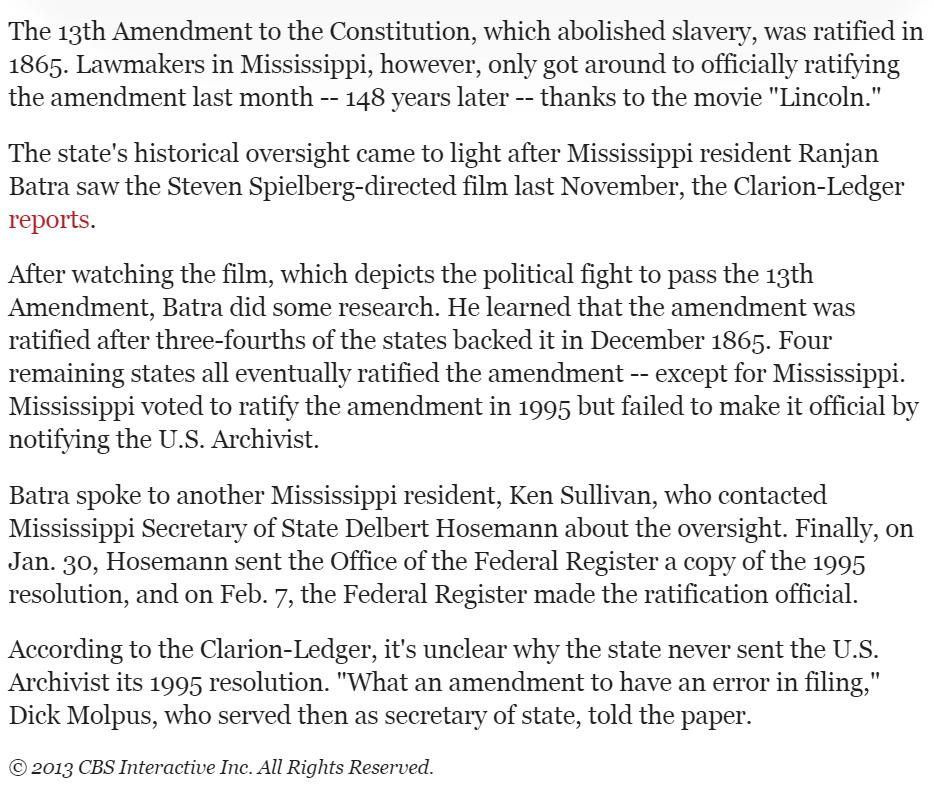 The 13th Amendment to the Constitution, which abolished slavery, was ratified in
1865. Lawmakers in Mississippi, however, only got around to officially ratifying
the amendment last month -- 148 years later -- thanks to the movie "Lincoln."
The state's historical oversight came to light after Mississippi resident Ranjan
Batra saw the Steven Spielberg-directed film last November, the Clarion-Ledger
reports.
After watching the film, which depicts the political fight to pass the 13th
Amendment, Batra did some research. He learned that the amendment was
ratified after three-fourths of the states backed it in December 1865. Four
remaining states all eventually ratified the amendment -- except for Mississippi.
Mississippi voted to ratify the amendment in 1995 but failed to make it official by
notifying the U.S. Archivist.
Batra spoke to another Mississippi resident, Ken Sullivan, who contacted
Mississippi Secretary of State Delbert Hosemann about the oversight. Finally, on
Jan. 30, Hosemann sent the Office of the Federal Register a copy of the 1995
resolution, and on Feb. 7, the Federal Register made the ratification official.
According to the Clarion-Ledger, it's unclear why the state never sent the U.S.
Archivist its 1995 resolution. "What an amendment to have an error in filing,"
Dick Molpus, who served then as secretary of state, told the paper.
© 2013 CBS Interactive Inc. All Rights Reserved.